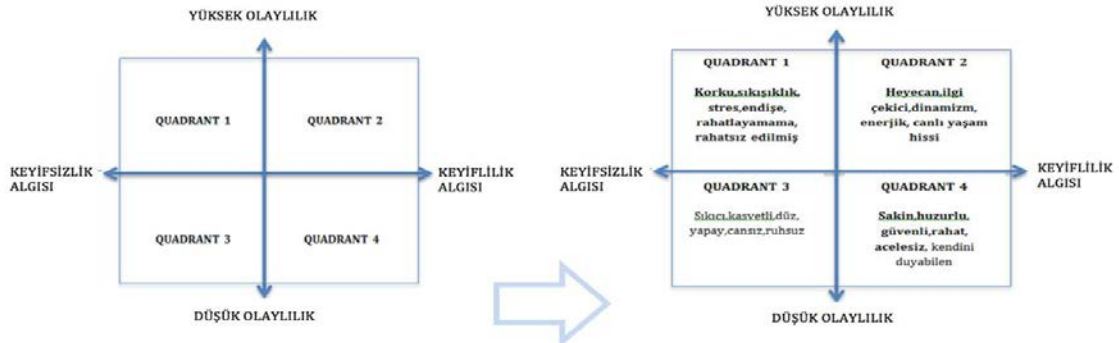 YÜKSEK OLAYLILIK
QUADRANT 1
QUADRANT 2
KEYİFSİZLİK
ALGISI
KEYİFLİLİK
ALGISI
QUADRANT 3
QUADRANT 4
DÜŞÜK OLAYLILIK
YÜKSEK OLAYLILIK
QUADRANT 1
Korku,sıkışıklık,
stres,endişe,
rahatlayamama,
rahatsız edilmiş
QUADRANT 2
Heyecan,ilgi
çekici,dinamizm,
enerjik, canlı yaşam
hissi
KEYİFSİZLİK
ALGISI
KEYİFLİLİK
ALGISI
QUADRANT 3
Sıkıcı,kasvetli,düz,
yapay,cansız,ruhsuz
QUADRANT 4
Sakin,huzurlu,
güvenli,rahat,
acelesiz, kendini
duyabilen
DÜŞÜK OLAYLILIK